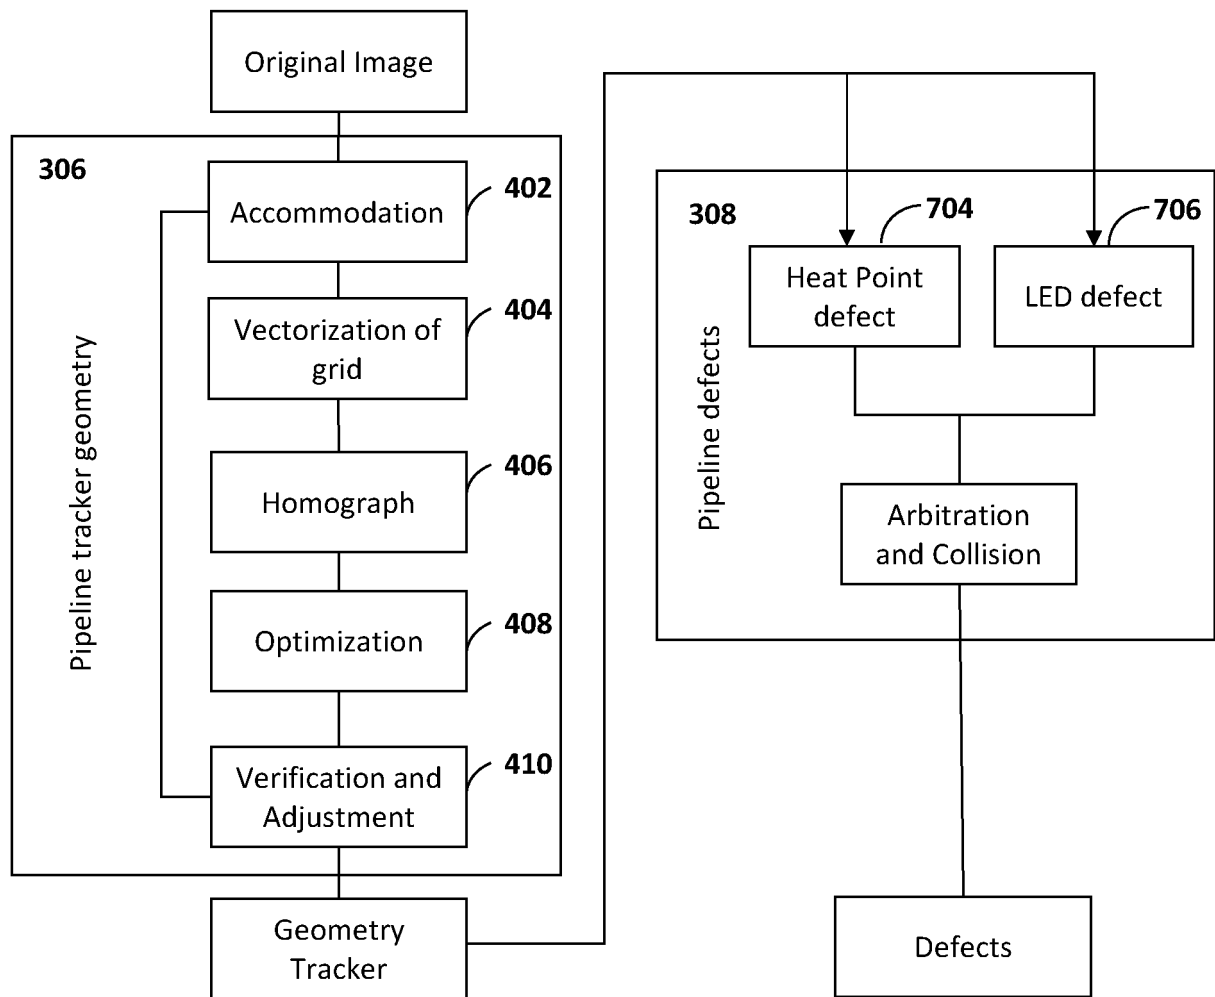 Original Image
306
Pipeline tracker geometry
Accommodation
402
Vectorization of
grid
404
Homograph
406
Optimization
408
Verification and
Adjustment
410
Geometry
Tracker
308
Pipeline defects
704
Heat Point
defect
706
LED defect
Arbitration
and Collision
Defects